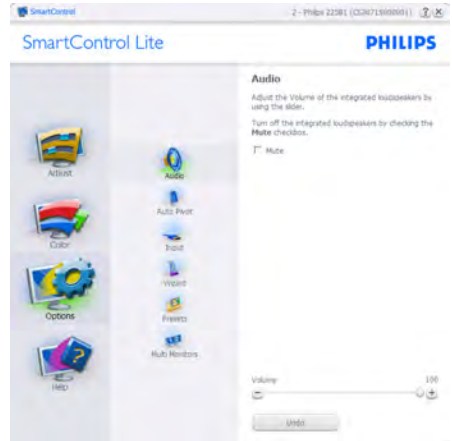 SmartControl
2 - Philips 225B1
SmartControl Lite
PHILIPS
Adjust
Color
Options
Help
Audio
Auto Pivot
Input
Wizard
Presets
Multi Monitors
Audio
Adjust the Volume of the integrated loudspeakers by
using the slider.
Turn off the integrated loudspeakers by checking the
Mute checkbox.
Mute
Volume
100
Undo